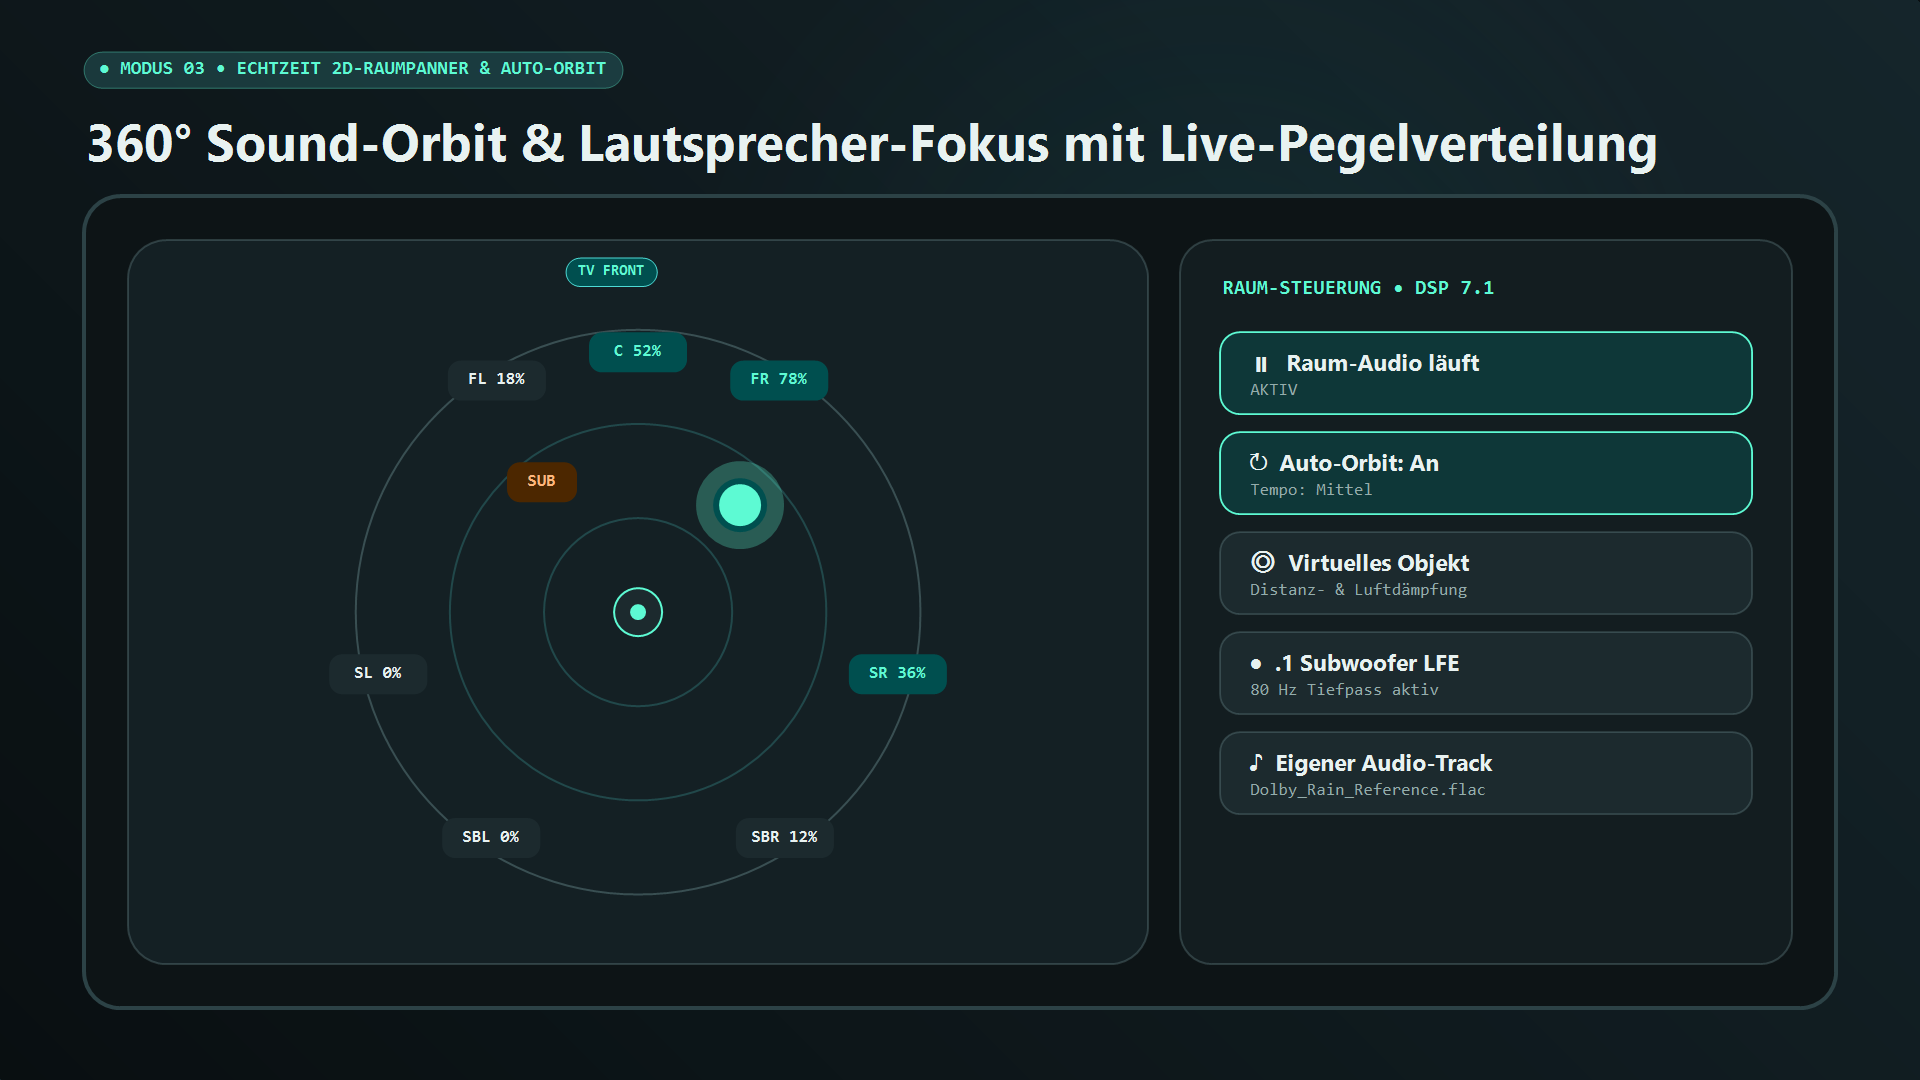 ● MODUS 03 • ECHTZEIT 2D-RAUMPANNER & AUTO-ORBIT
360° Sound-Orbit & Lautsprecher-Fokus mit Live-Pegelverteilung
TV FRONT
C 52%
FL 18%
FR 78%
SUB
SL 0%
SR 36%
SBL 0%
SBR 12%
RAUM-STEUERUNG • DSP 7.1
⏸ Raum-Audio läuft
AKTIV
↻ Auto-Orbit: An
Tempo: Mittel
◎ Virtuelles Objekt
Distanz- & Luftdämpfung
● .1 Subwoofer LFE
80 Hz Tiefpass aktiv
♪ Eigener Audio-Track
Dolby_Rain_Reference.flac